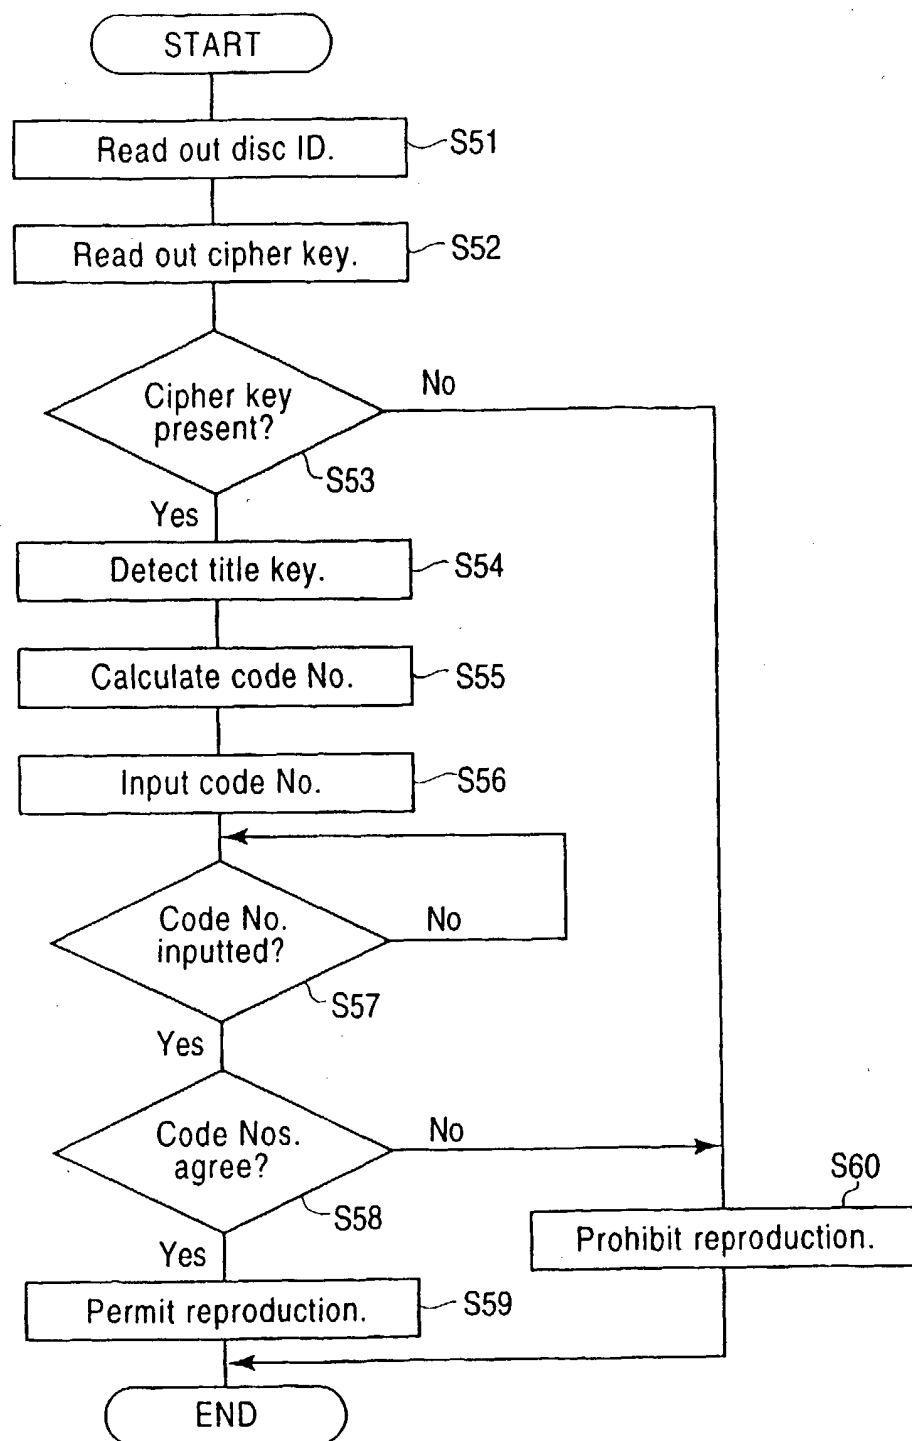 START
Read out disc ID.
S51
Read out cipher key.
S52
Cipher key
present?
No
S53
Yes
Detect title key.
S54
Calculate code No.
S55
Input code No.
S56
Code No.
inputted?
No
S57
Yes
Code Nos.
agree?
No
S58
S60
Prohibit reproduction.
Yes
Permit reproduction.
S59
END